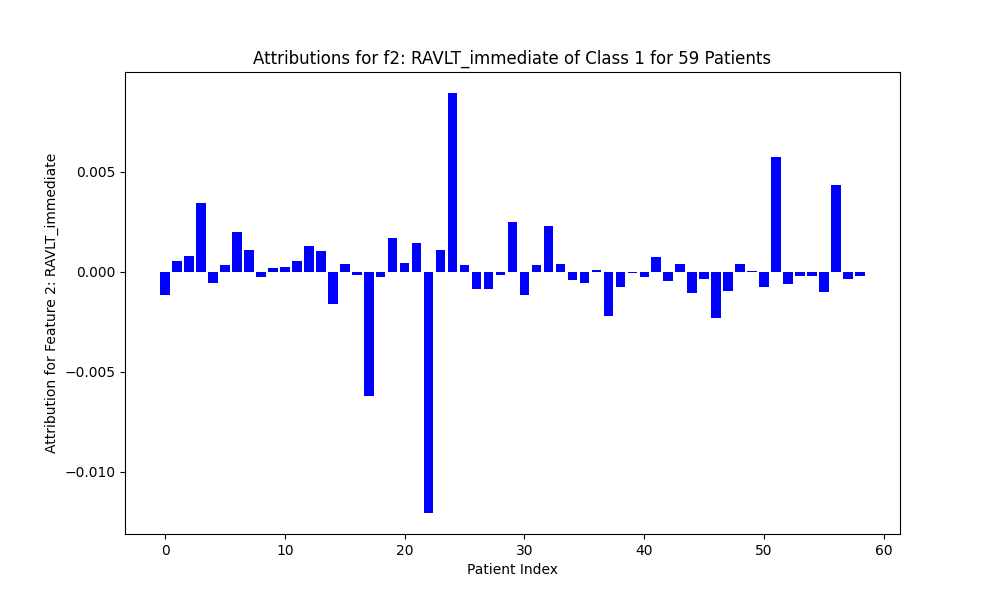 Attributions for f2: RAVLT_immediate of Class 1 for 59 Patients
Attribution for Feature 2: RAVLT_immediate
0.005
0.000
−0.005
−0.010
0 10 20 30 40 50 60
Patient Index